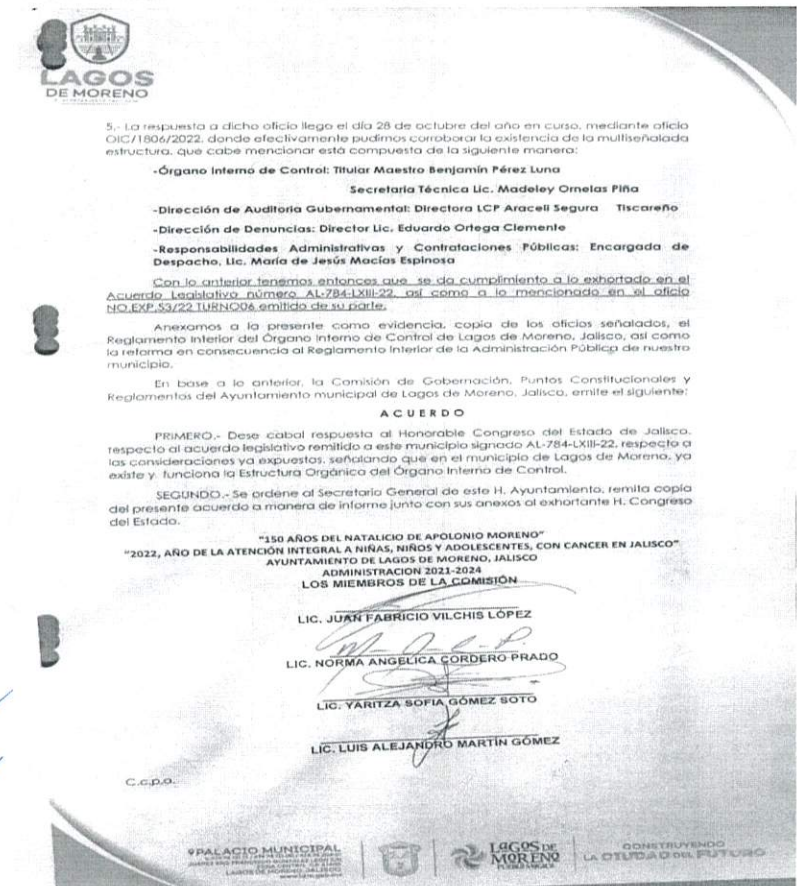 LAGOS
DE MORENO
5.- La respuesta a dicho oficio llego el día 28 de octubre del año en curso, mediante oficio
OIC/1806/2022, donde efectivamente pudimos corroborar la existencia de la multiseñalada
estructura, que cabe mencionar está compuesta de la siguiente manera:
-Órgano Interno de Control: Titular Maestro Benjamín Pérez Luna
Secretaria Técnica Lic. Madeley Ornelas Piña
-Dirección de Auditoria Gubernamental: Directora LCP Araceli Segura Tiscareño
-Dirección de Denuncias: Director Lic. Eduardo Ortega Clemente
-Responsabilidades Administrativas y Contrataciones Públicas: Encargada de
Despacho, Lic. María de Jesús Macías Espinosa
Con lo anterior tenemos entonces que se da cumplimiento a lo exhortado en el
Acuerdo Legislativo número AL-784-LXIII-22, así como a lo mencionado en el oficio
NO.EXP.53/22 TURNO06 emitido de su parte.
Anexamos a la presente como evidencia, copia de los oficios señalados, el
Reglamento Interior del Órgano Interno de Control de Lagos de Moreno, Jalisco, así como
la reforma en consecuencia al Reglamento Interior de la Administración Pública de nuestro
municipio.
En base a lo anterior, la Comisión de Gobernación, Puntos Constitucionales y
Reglamentos del Ayuntamiento municipal de Lagos de Moreno, Jalisco, emite el siguiente:
A C U E R D O
PRIMERO.- Dese cabal respuesta al Honorable Congreso del Estado de Jalisco,
respecto al acuerdo legislativo remitido a este municipio signado AL-784-LXIII-22, respecto a
las consideraciones ya expuestas, señalando que en el municipio de Lagos de Moreno, ya
existe y funciona la Estructura Orgánica del Órgano Interno de Control.
SEGUNDO.- Se ordene al Secretario General de este H. Ayuntamiento, remita copia
del presente acuerdo a manera de informe junto con sus anexos al exhortante H. Congreso
del Estado.
"150 AÑOS DEL NATALICIO DE APOLONIO MORENO"
"2022, AÑO DE LA ATENCIÓN INTEGRAL A NIÑAS, NIÑOS Y ADOLESCENTES, CON CANCER EN JALISCO"
AYUNTAMIENTO DE LAGOS DE MORENO, JALISCO
ADMINISTRACION 2021-2024
LOS MIEMBROS DE LA COMISIÓN
LIC. JUAN FABRICIO VILCHIS LÓPEZ
LIC. NORMA ANGELICA CORDERO PRADO
LIC. YARITZA SOFIA GÓMEZ SOTO
LIC. LUIS ALEJANDRO MARTÍN GÓMEZ
C.c.p.a.
PALACIO MUNICIPAL
LAGOS DE MORENO, JALISCO
LAGOS DE
MORENO
PUEBLO MÁGICO
CONSTRUYENDO
LA CIUDAD DEL FUTURO